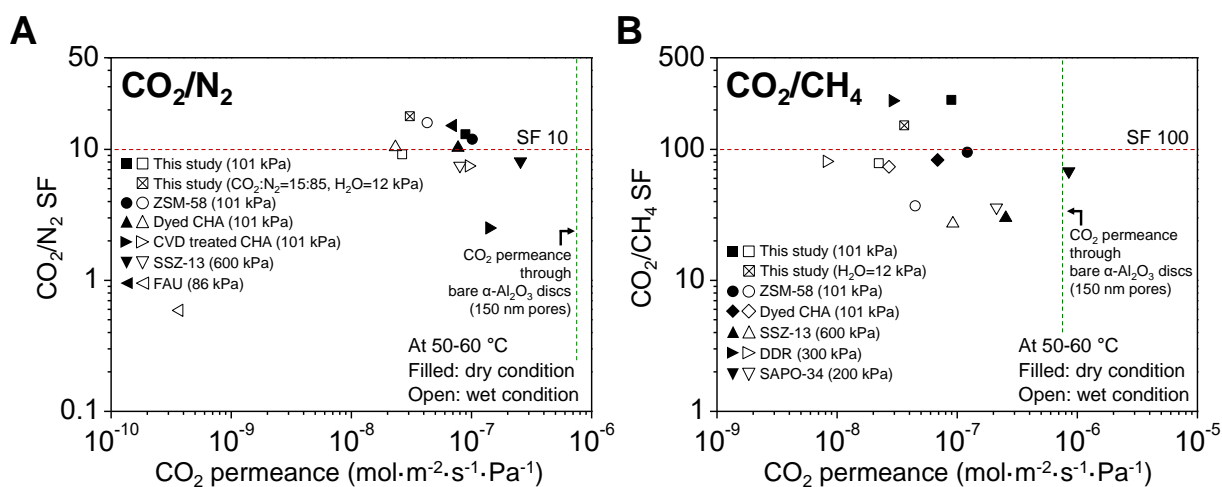 A
CO₂/N₂
50
10
1
0.1
CO₂/N₂ SF
SF 10
This study (101 kPa)
This study (CO₂:N₂=15:85, H₂O=12 kPa)
ZSM-58 (101 kPa)
Dyed CHA (101 kPa)
CVD treated CHA (101 kPa)
SSZ-13 (600 kPa)
FAU (86 kPa)
CO₂ permeance
through
bare α-Al₂O₃ discs
(150 nm pores)
At 50-60 °C
Filled: dry condition
Open: wet condition
10⁻¹⁰ 10⁻⁹ 10⁻⁸ 10⁻⁷ 10⁻⁶
CO₂ permeance (mol·m⁻²·s⁻¹·Pa⁻¹)
B
CO₂/CH₄
500
100
10
1
CO₂/CH₄ SF
SF 100
This study (101 kPa)
This study (H₂O=12 kPa)
ZSM-58 (101 kPa)
Dyed CHA (101 kPa)
SSZ-13 (600 kPa)
DDR (300 kPa)
SAPO-34 (200 kPa)
CO₂ permeance
through
bare α-Al₂O₃ discs
(150 nm pores)
At 50-60 °C
Filled: dry condition
Open: wet condition
10⁻⁹ 10⁻⁸ 10⁻⁷ 10⁻⁶ 10⁻⁵
CO₂ permeance (mol·m⁻²·s⁻¹·Pa⁻¹)